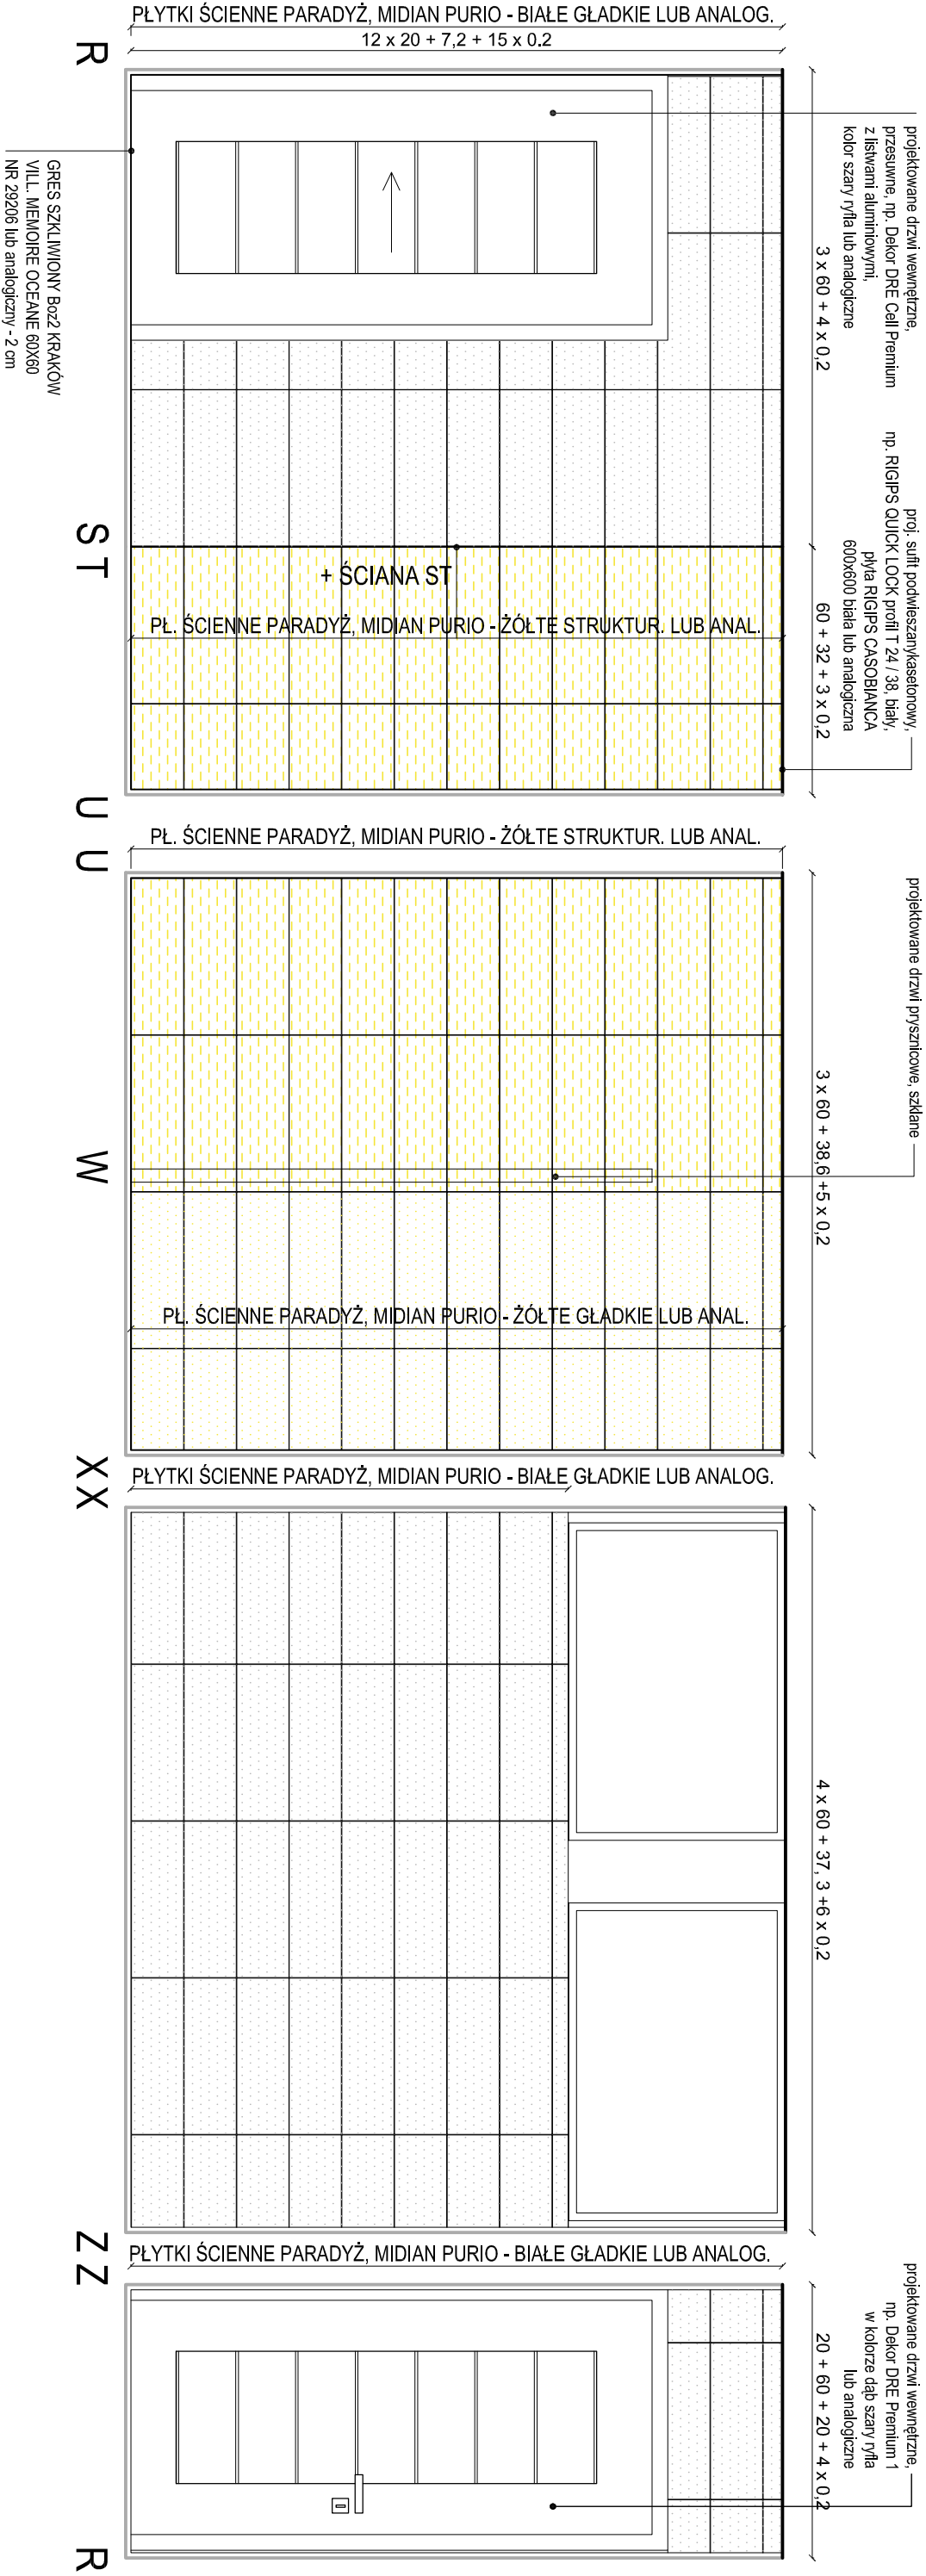 PŁYTKI ŚCIENNE PARADYŻ, MIDIAN PURIO - BIAŁE GŁADKIE LUB ANALOG.
12 x 20 + 7,2 + 15 x 0.2
R
projektowane drzwi wewnętrzne,
przesuwne, np. Dekor DRE Cell Premium
z listwami aluminiowymi,
kolor szary ryfla lub analogiczne
3 x 60 + 4 x 0,2
GRES SZKLIWIONY Boz2 KRAKÓW
VILL. MEMOIRE OCEANE 60X60
NR 29206 lub analogiczny - 2 cm
proj. sufit podwieszanykasetonowy,
np. RIGIPS QUICK LOCK profil T 24 / 38, biały,
płyta RIGIPS CASOBIANCA
600x600 biała lub analogiczna
60 + 32 + 3 x 0,2
S T
+ ŚCIANA ST
PŁ. ŚCIENNE PARADYŻ, MIDIAN PURIO - ŻÓŁTE STRUKTUR. LUB ANAL.
U U
PŁ. ŚCIENNE PARADYŻ, MIDIAN PURIO - ŻÓŁTE STRUKTUR. LUB ANAL.
projektowane drzwi prysznicowe, szklane
3 x 60 + 38,6 +5 x 0,2
W
PŁ. ŚCIENNE PARADYŻ, MIDIAN PURIO - ŻÓŁTE GŁADKIE LUB ANAL.
X X
PŁYTKI ŚCIENNE PARADYŻ, MIDIAN PURIO - BIAŁE GŁADKIE LUB ANALOG.
4 x 60 + 37, 3 +6 x 0,2
Z Z
PŁYTKI ŚCIENNE PARADYŻ, MIDIAN PURIO - BIAŁE GŁADKIE LUB ANALOG.
projektowane drzwi wewnętrzne,
np. Dekor DRE Premium 1
w kolorze dąb szary ryfla
lub analogiczne
20 + 60 + 20 + 4 x 0,2
R